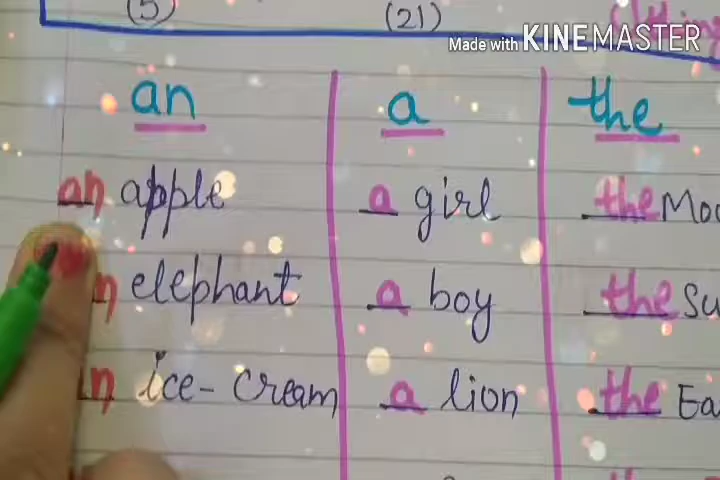 (5) (21)
Made with KINEMASTER
an a the
an apple a girl the
elephant a boy the
ice-cream a lion the